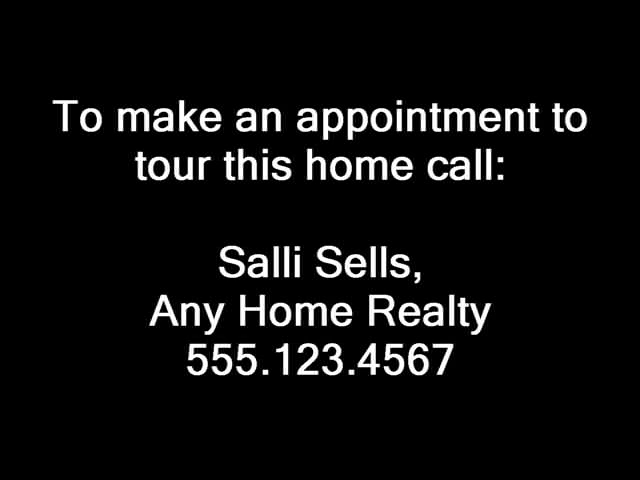 To make an appointment to
tour this home call:
Salli Sells,
Any Home Realty
555.123.4567